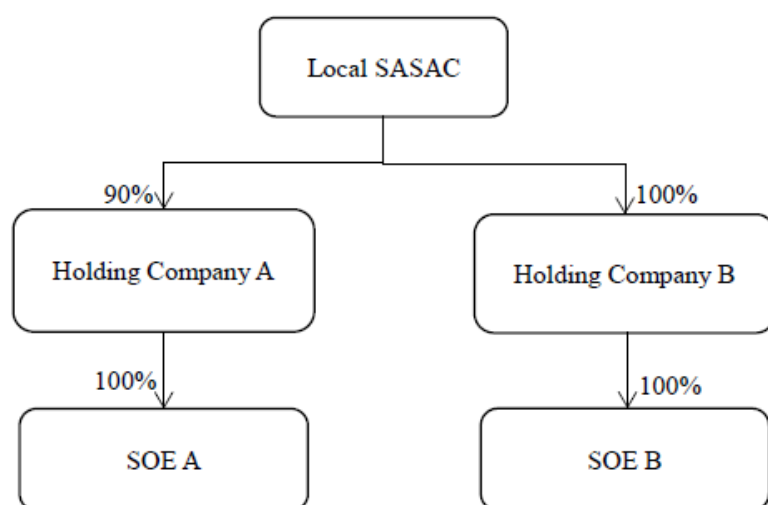 Local SASAC
90%
100%
Holding Company A
Holding Company B
100%
100%
SOE A
SOE B